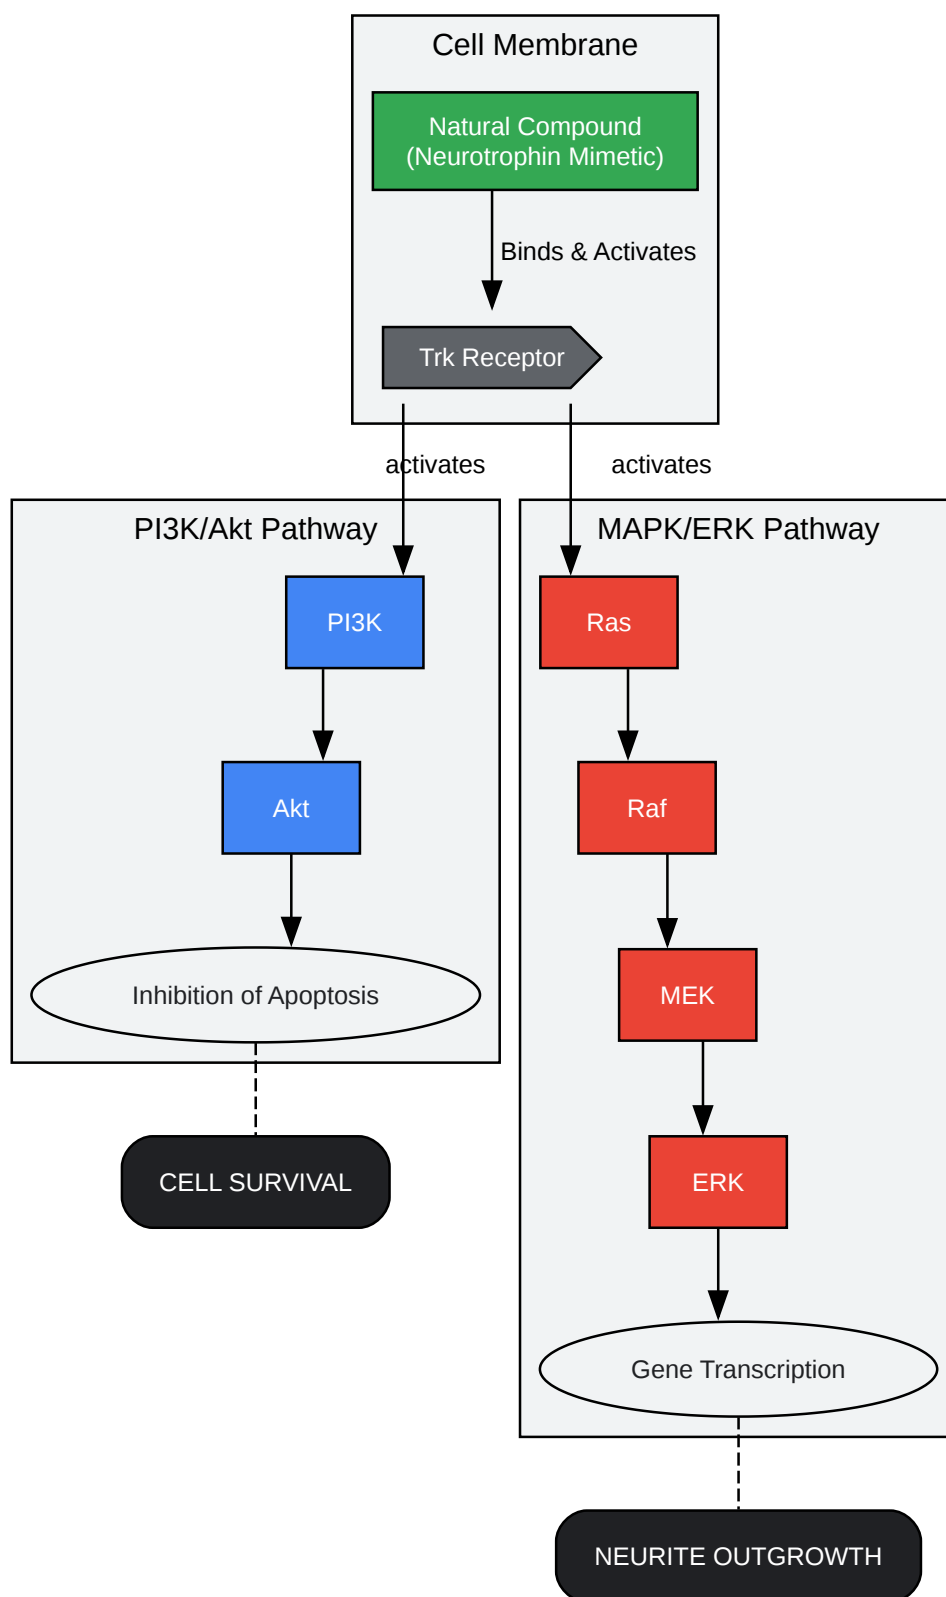 Cell Membrane
Natural Compound
(Neurotrophin Mimetic)
Binds & Activates
Trk Receptor
activates
activates
PI3K/Akt Pathway
MAPK/ERK Pathway
PI3K
Ras
Akt
Raf
Inhibition of Apoptosis
MEK
CELL SURVIVAL
ERK
Gene Transcription
NEURITE OUTGROWTH